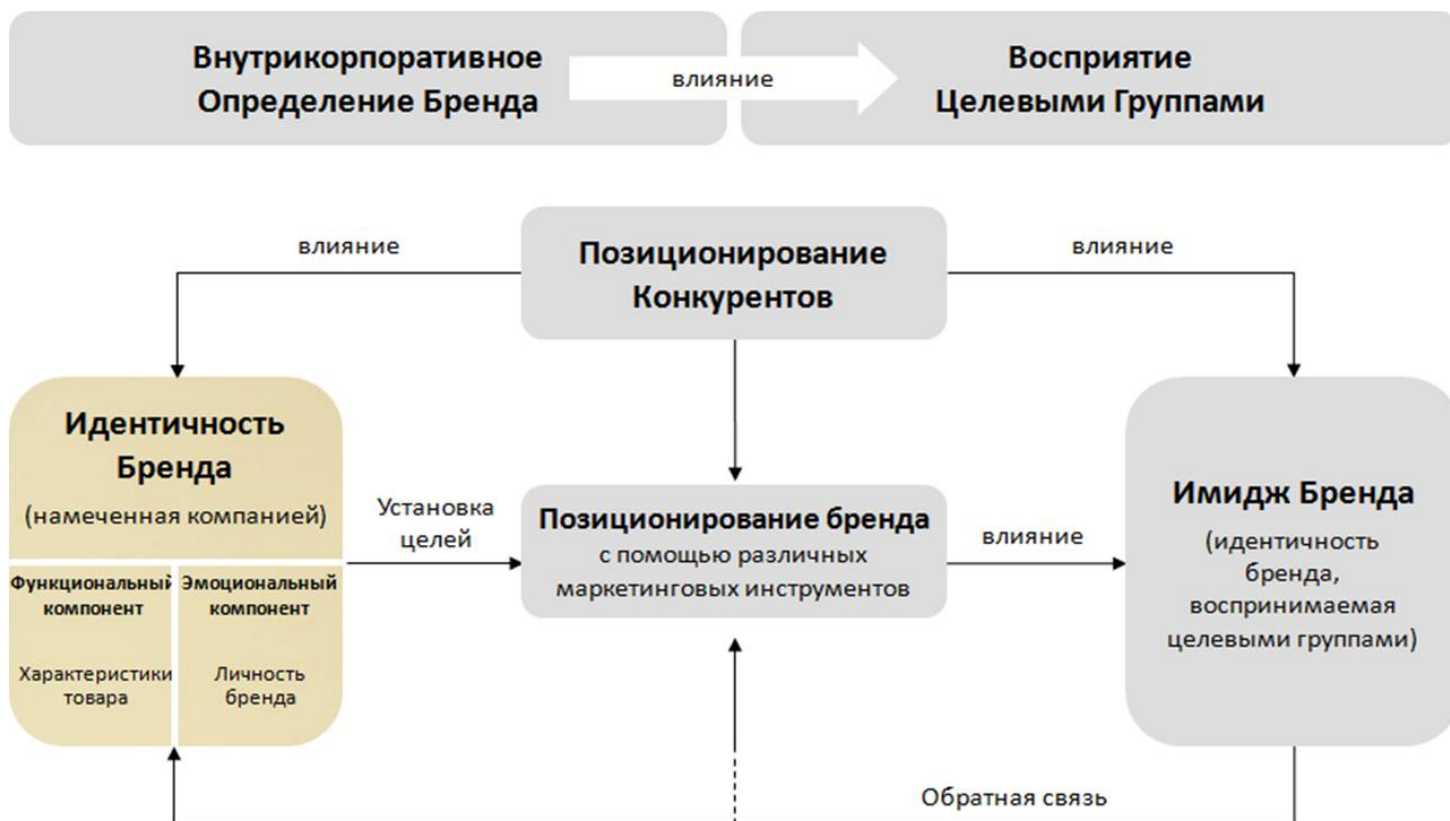 Внутрикорпоративное
Определение Бренда
влияние
Восприятие
Целевыми Группами
влияние
Позиционирование
Конкурентов
влияние
Идентичность
Бренда
(намеченная компанией)
Функциональный
компонент
Характеристики
товара
Эмоциональный
компонент
Личность
бренда
Установка
целей
Позиционирование бренда
с помощью различных
маркетинговых инструментов
влияние
Имидж Бренда
(идентичность
бренда,
воспринимаемая
целевыми группами)
Обратная связь